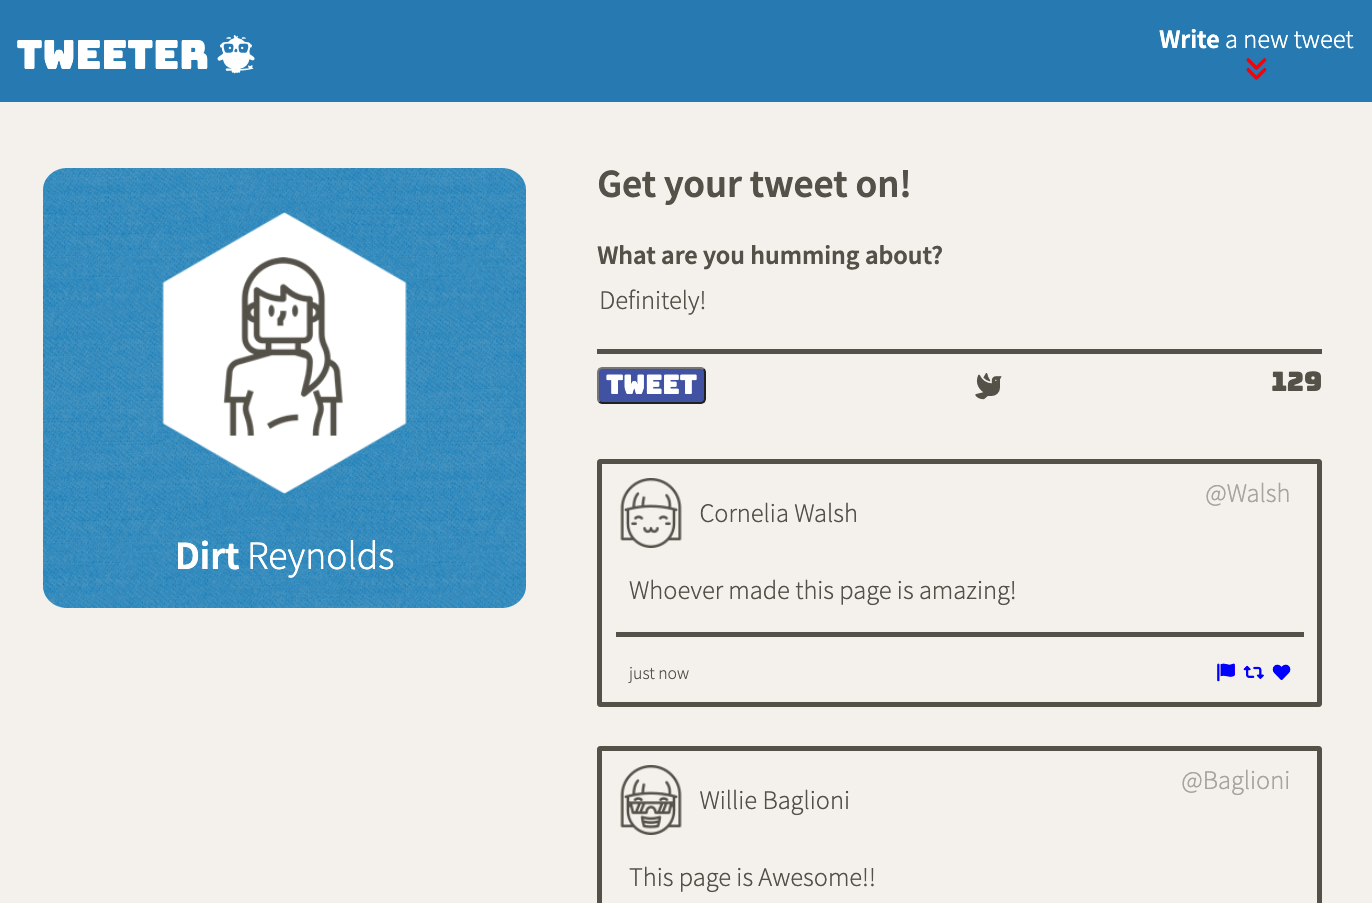 TWEETER
Write a new tweet
Dirt Reynolds
Get your tweet on!
What are you humming about?
Definitely!
TWEET
129
Cornelia Walsh
@Walsh
Whoever made this page is amazing!
just now
Willie Baglioni
@Baglioni
This page is Awesome!!